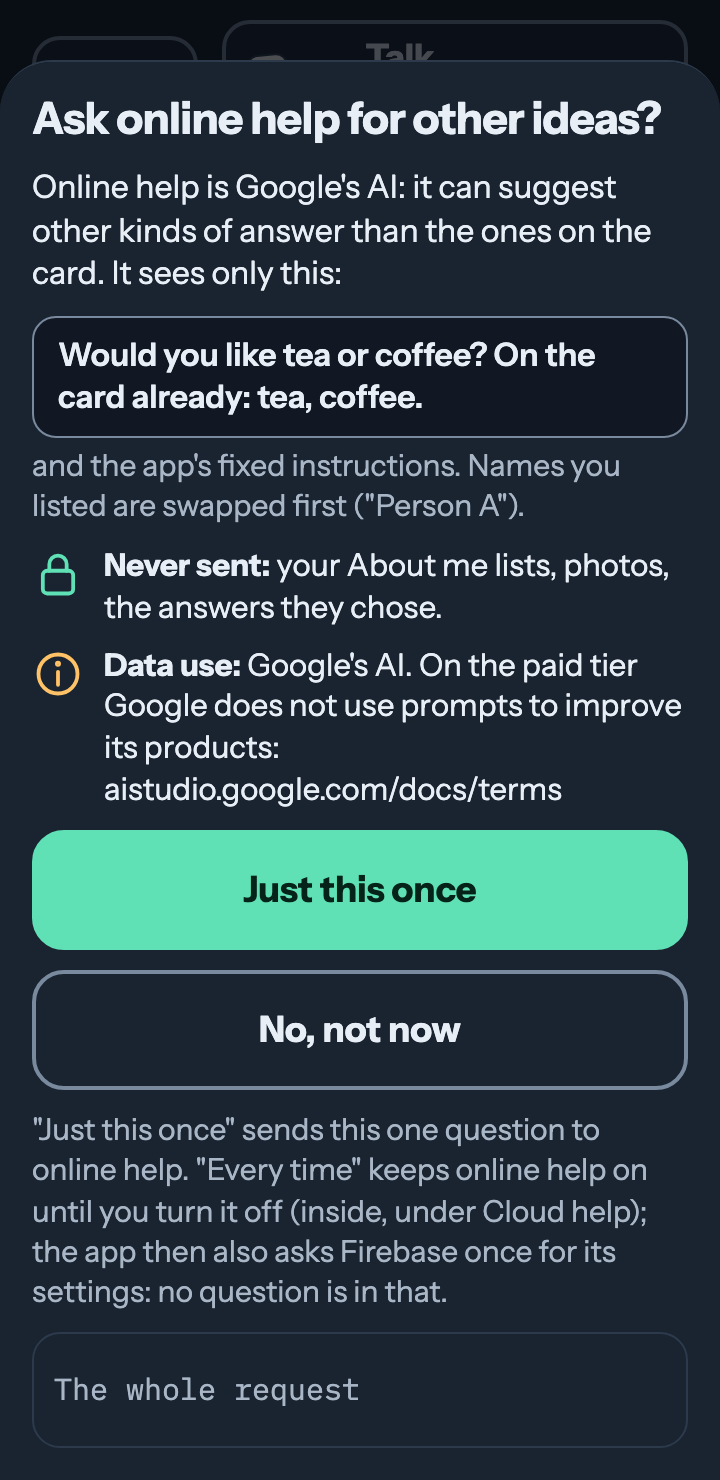 Talk
Ask online help for other ideas?
Online help is Google's AI: it can suggest
other kinds of answer than the ones on the
card. It sees only this:
Would you like tea or coffee? On the
card already: tea, coffee.
and the app's fixed instructions. Names you
listed are swapped first ("Person A").
Never sent: your About me lists, photos,
the answers they chose.
Data use: Google's AI. On the paid tier
Google does not use prompts to improve
its products:
aistudio.google.com/docs/terms
Just this once
No, not now
"Just this once" sends this one question to
online help. "Every time" keeps online help on
until you turn it off (inside, under Cloud help);
the app then also asks Firebase once for its
settings: no question is in that.
The whole request